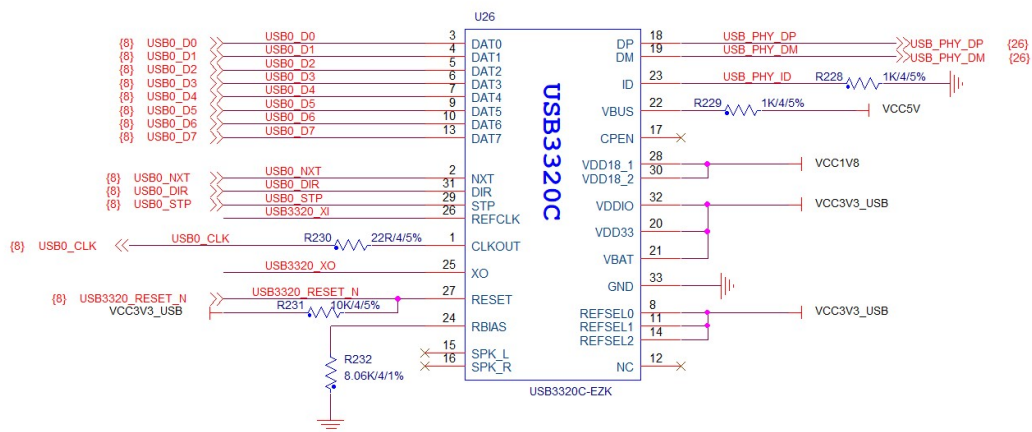 U26
{8} USB0_D0 USB0_D0 3 DAT0 DP 18 USB_PHY_DP USB_PHY_DP {26}
{8} USB0_D1 USB0_D1 4 DAT1 DM 19 USB_PHY_DM USB_PHY_DM {26}
{8} USB0_D2 USB0_D2 5 DAT2
{8} USB0_D3 USB0_D3 6 DAT3 ID 23 USB_PHY_ID R228 1K/4/5%
{8} USB0_D4 USB0_D4 7 DAT4
{8} USB0_D5 USB0_D5 9 DAT5 VBUS 22 R229 1K/4/5% VCC5V
{8} USB0_D6 USB0_D6 10 DAT6
{8} USB0_D7 USB0_D7 13 DAT7 CPEN 17
USB3320C
VDD18_1 28 VCC1V8
{8} USB0_NXT USB0_NXT 2 NXT VDD18_2 30
{8} USB0_DIR USB0_DIR 31 DIR
{8} USB0_STP USB0_STP 29 STP VDDIO 32 VCC3V3_USB
USB3320_XI 26 REFCLK
VDD33 20
{8} USB0_CLK USB0_CLK R230 22R/4/5% 1 CLKOUT
VBAT 21
USB3320_XO 25 XO
GND 33
{8} USB3320_RESET_N USB3320_RESET_N 27 RESET
VCC3V3_USB R231 10K/4/5% REFSEL0 8 VCC3V3_USB
24 RBIAS REFSEL1 11
REFSEL2 14
15 SPK_L
R232 16 SPK_R NC 12
8.06K/4/1%
USB3320C-EZK